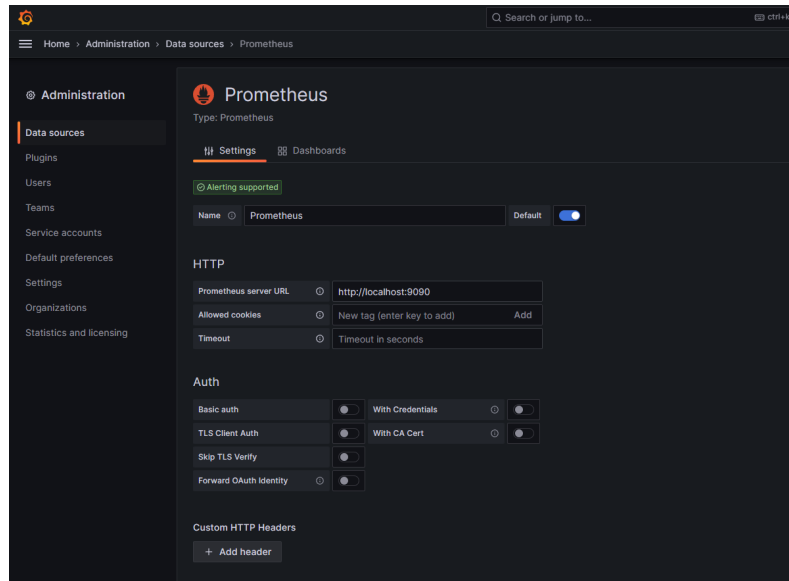 Search or jump to... ctrl+k
Home › Administration › Data sources › Prometheus
Administration
Data sources
Plugins
Users
Teams
Service accounts
Default preferences
Settings
Organizations
Statistics and licensing
Prometheus
Type: Prometheus
Settings Dashboards
Alerting supported
Name Prometheus Default
HTTP
Prometheus server URL http://localhost:9090
Allowed cookies New tag (enter key to add) Add
Timeout Timeout in seconds
Auth
Basic auth With Credentials
TLS Client Auth With CA Cert
Skip TLS Verify
Forward OAuth Identity
Custom HTTP Headers
+ Add header